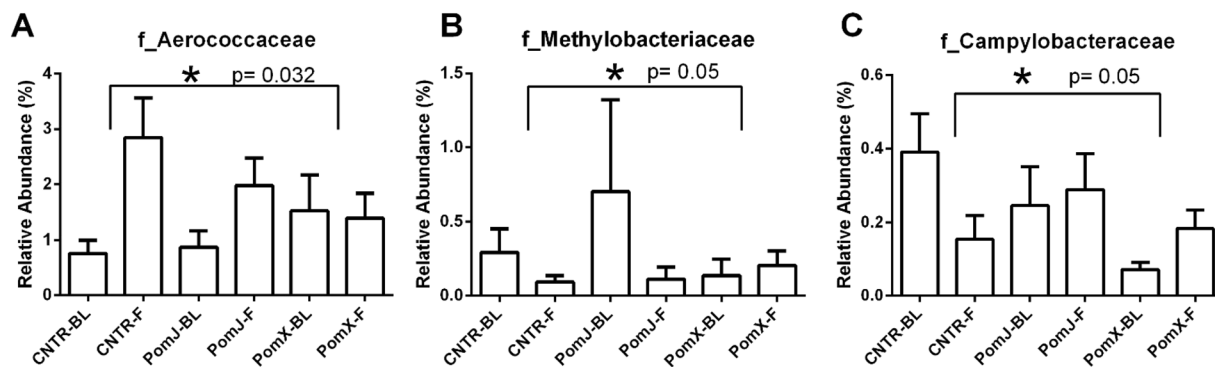 A
f_Aerococcaceae
* p= 0.032
Relative Abundance (%)
4
3
2
1
0
CNTR-BL
CNTR-F
PomJ-BL
PomJ-F
PomX-BL
PomX-F
B
f_Methylobacteriaceae
* p= 0.05
Relative Abundance (%)
1.5
1.0
0.5
0.0
CNTR-BL
CNTR-F
PomJ-BL
PomJ-F
PomX-BL
PomX-F
C
f_Campylobacteraceae
* p= 0.05
Relative Abundance (%)
0.6
0.4
0.2
0.0
CNTR-BL
CNTR-F
PomJ-BL
PomJ-F
PomX-BL
PomX-F